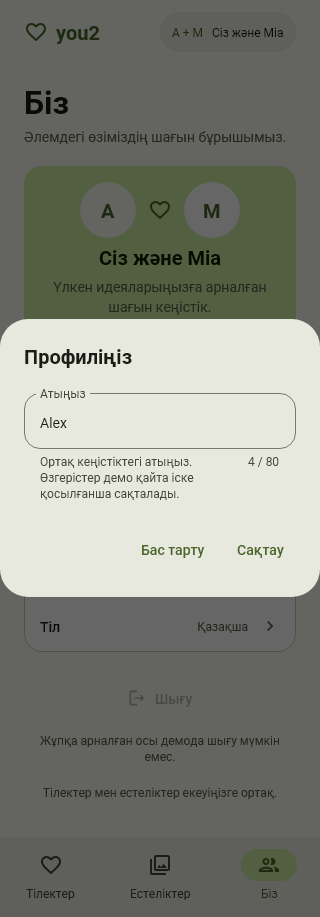 you2
A + M Сіз және Mia
Біз
Әлемдегі өзіміздің шағын бұрышымыз.
A
M
Сіз және Mia
Үлкен идеяларыңызға арналған
шағын кеңістік.
Профиліңіз
Атыңыз
Alex
Ортақ кеңістіктегі атыңыз. 4 / 80
Өзгерістер демо қайта іске
қосылғанша сақталады.
Бас тарту
Сақтау
Тіл
Қазақша
Шығу
Жұпқа арналған осы демода шығу мүмкін
емес.
Тілектер мен естеліктер екеуіңізге ортақ.
Тілектер
Естеліктер
Біз